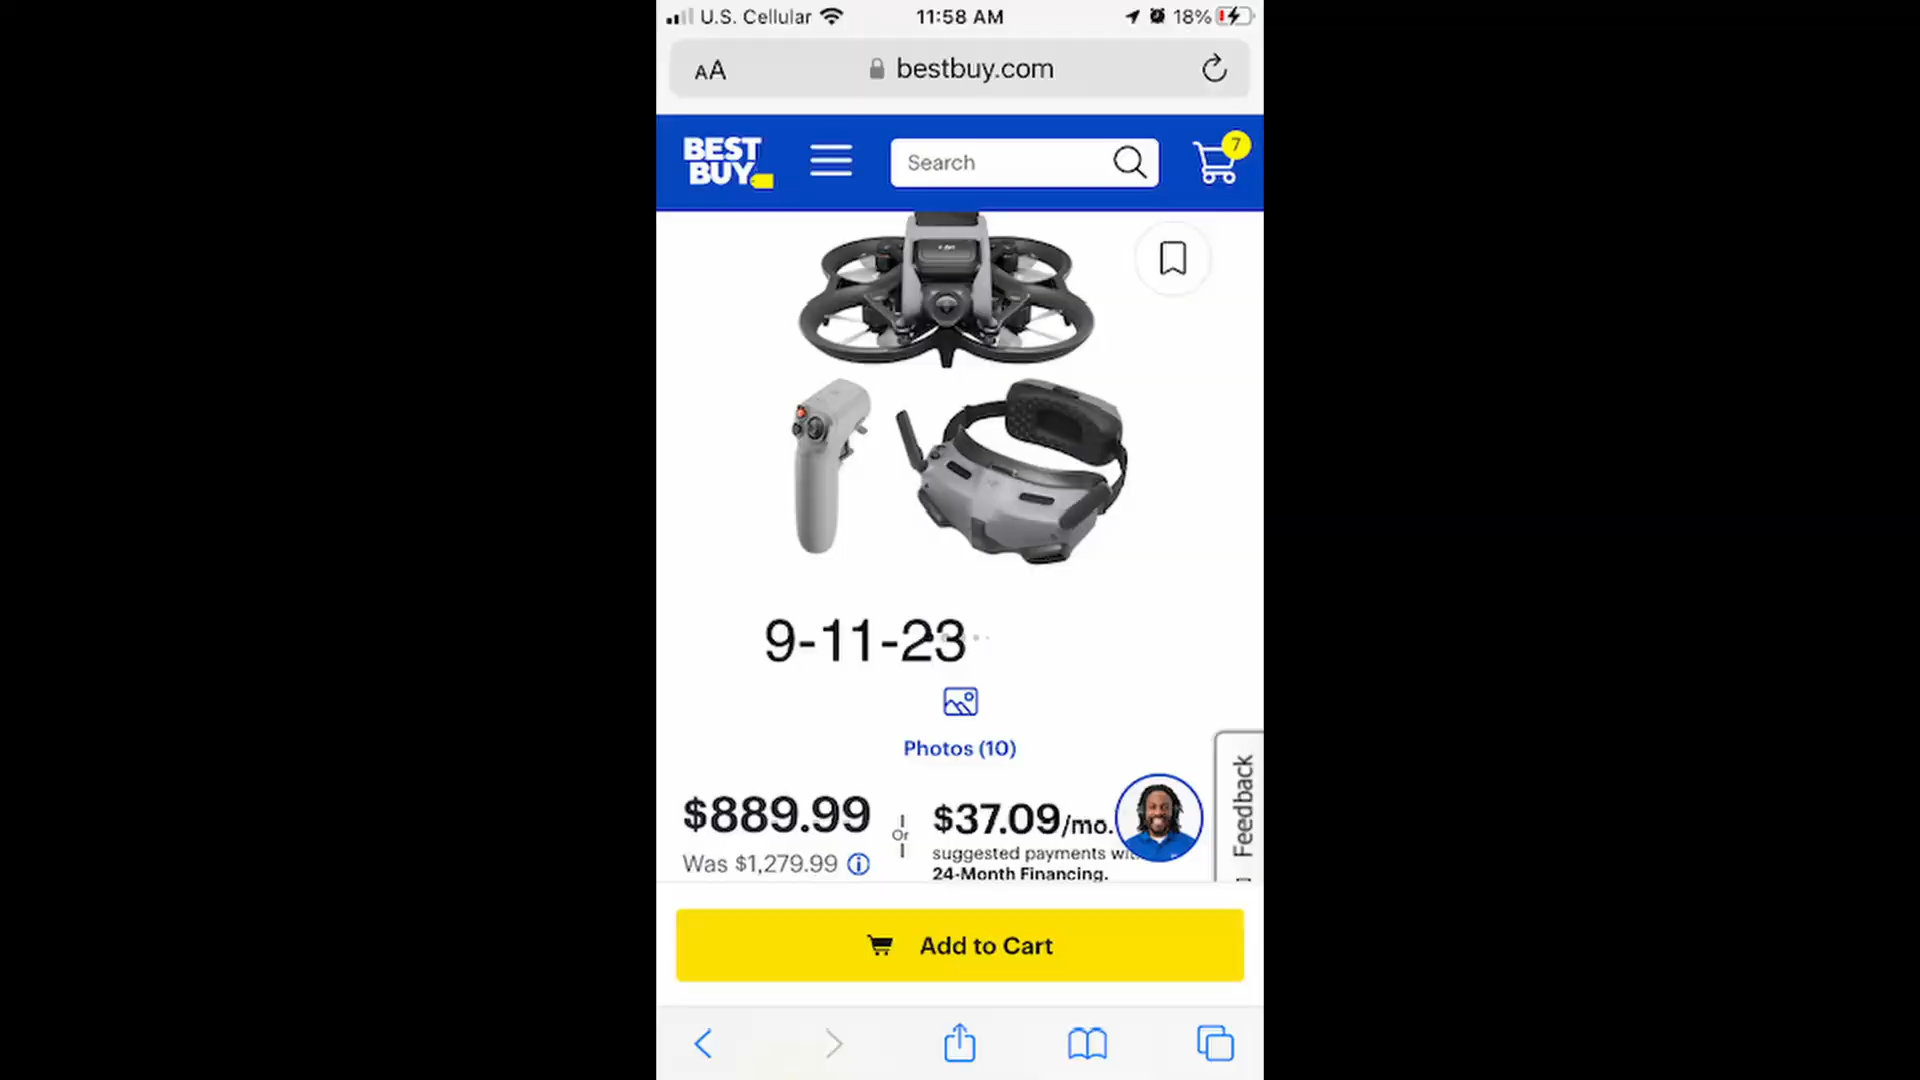 U.S. Cellular 11:58 AM 18%
AA bestbuy.com
BEST BUY Search 7
9-11-23
Photos (10)
$889.99 Or $37.09/mo.
Was $1,279.99 suggested payments wi
24-Month Financing.
Feedback
Add to Cart